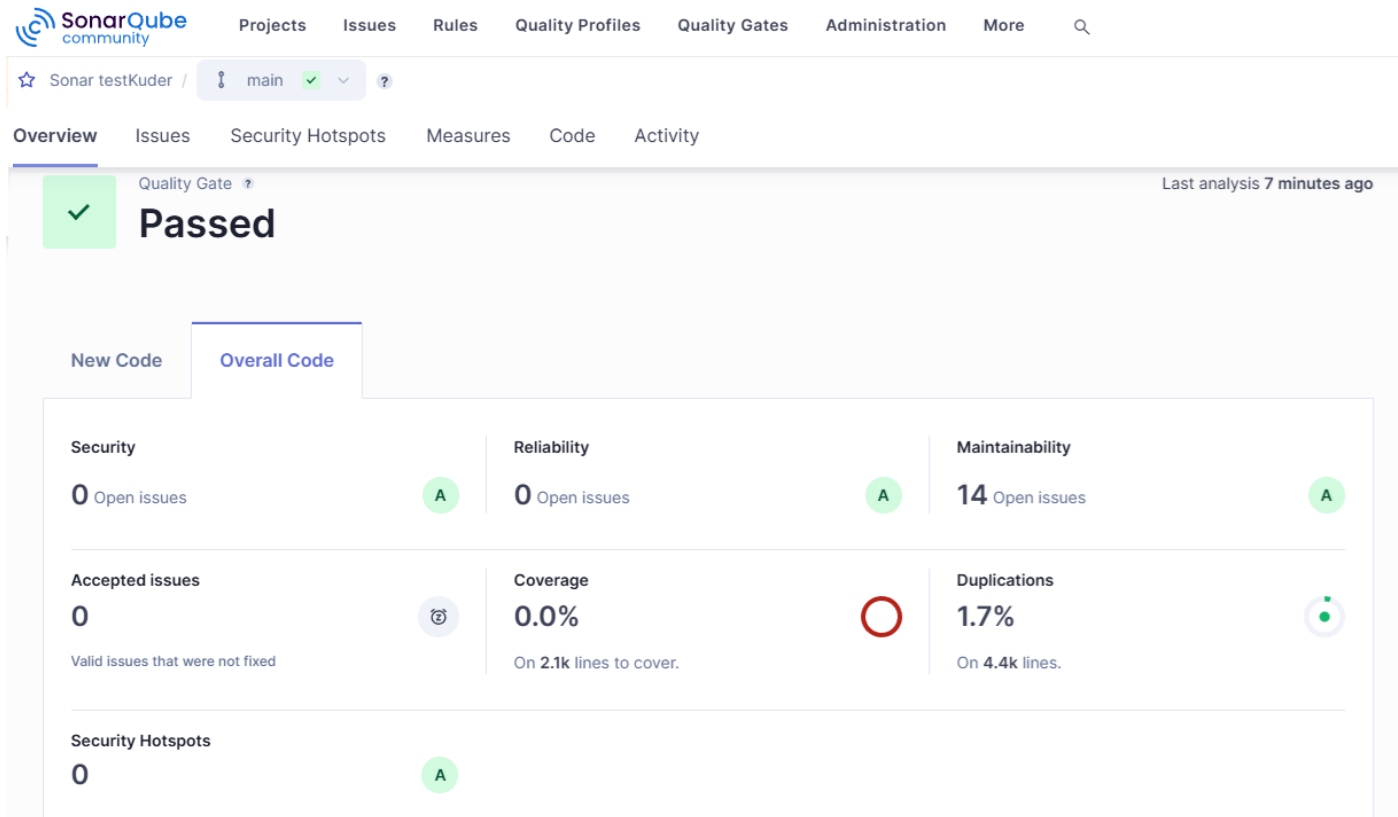 SonarQube community Projects Issues Rules Quality Profiles Quality Gates Administration More
Sonar testKuder / main ?
Overview Issues Security Hotspots Measures Code Activity
Quality Gate ? Last analysis 7 minutes ago
Passed
New Code Overall Code
Security Reliability Maintainability
0 Open issues A 0 Open issues A 14 Open issues A
Accepted issues Coverage Duplications
0 0.0% 1.7%
Valid issues that were not fixed On 2.1k lines to cover. On 4.4k lines.
Security Hotspots
0 A